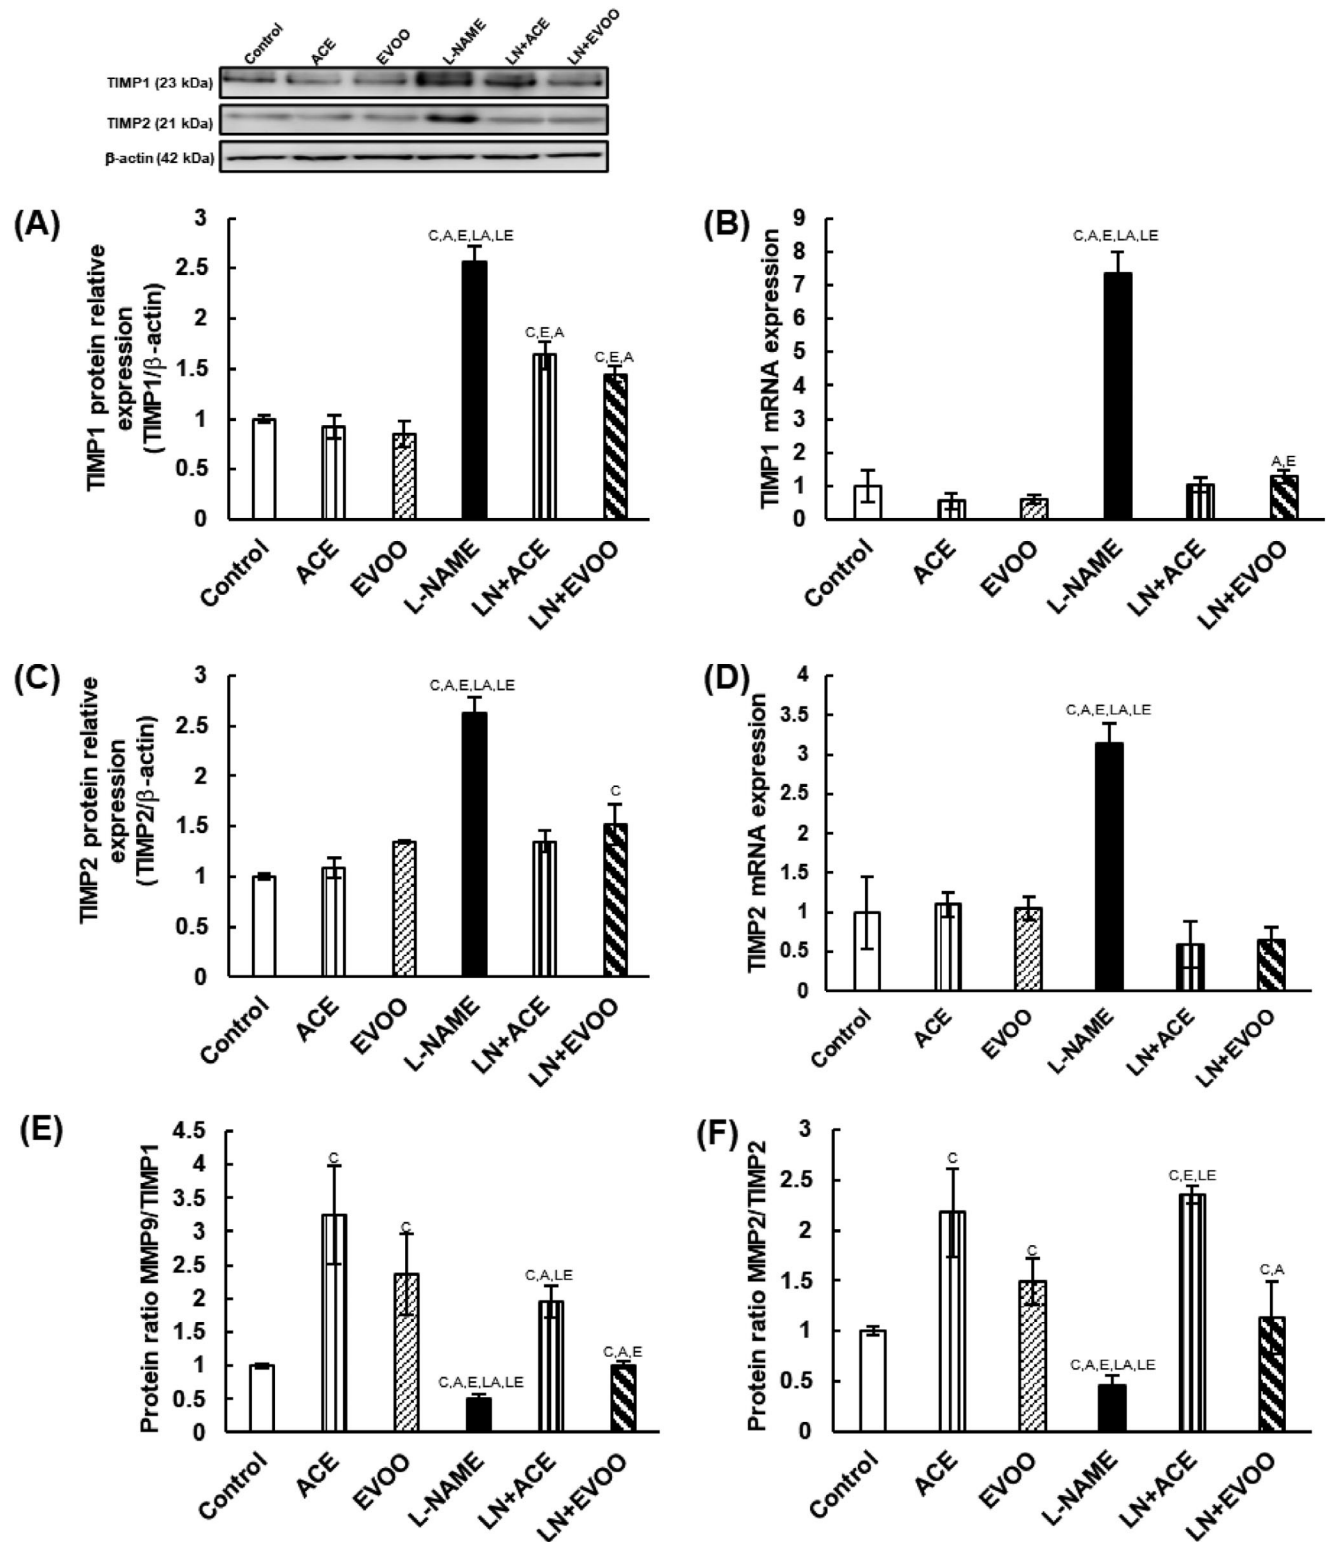 Control ACE EVOO L-NAME LN+ACE LN+EVOO
TIMP1 (23 kDa)
TIMP2 (21 kDa)
β-actin (42 kDa)
(A)
TIMP1 protein relative
expression
(TIMP1/β-actin)
3
2.5
2
1.5
1
0.5
0
C,A,E,LA,LE
C,E,A
C,E,A
Control ACE EVOO L-NAME LN+ACE LN+EVOO
(B)
TIMP1 mRNA expression
9
8
7
6
5
4
3
2
1
0
C,A,E,LA,LE
A,E
Control ACE EVOO L-NAME LN+ACE LN+EVOO
(C)
TIMP2 protein relative
expression
(TIMP2/β-actin)
3
2.5
2
1.5
1
0.5
0
C,A,E,LA,LE
C
Control ACE EVOO L-NAME LN+ACE LN+EVOO
(D)
TIMP2 mRNA expression
4
3.5
3
2.5
2
1.5
1
0.5
0
C,A,E,LA,LE
Control ACE EVOO L-NAME LN+ACE LN+EVOO
(E)
Protein ratio MMP9/TIMP1
4.5
4
3.5
3
2.5
2
1.5
1
0.5
0
C
C
C,A,E,LA,LE
C,A,LE
C,A,E
Control ACE EVOO L-NAME LN+ACE LN+EVOO
(F)
Protein ratio MMP2/TIMP2
3
2.5
2
1.5
1
0.5
0
C
C
C,A,E,LA,LE
C,E,LE
C,A
Control ACE EVOO L-NAME LN+ACE LN+EVOO